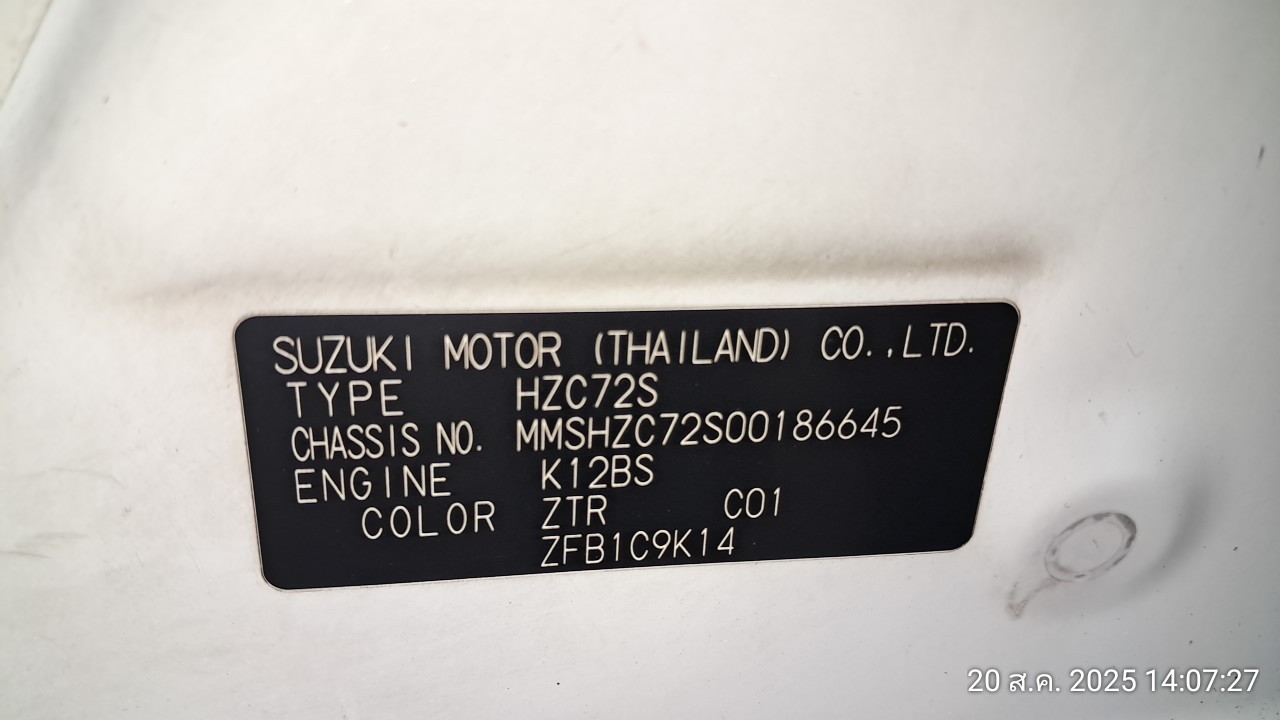 SUZUKI MOTOR (THAILAND) CO.,LTD.
TYPE HZC72S
CHASSIS NO. MMSHZC72S00186645
ENGINE K12BS
COLOR ZTR C01
ZFB1C9K14
20 ส.ค. 2025 14:07:27